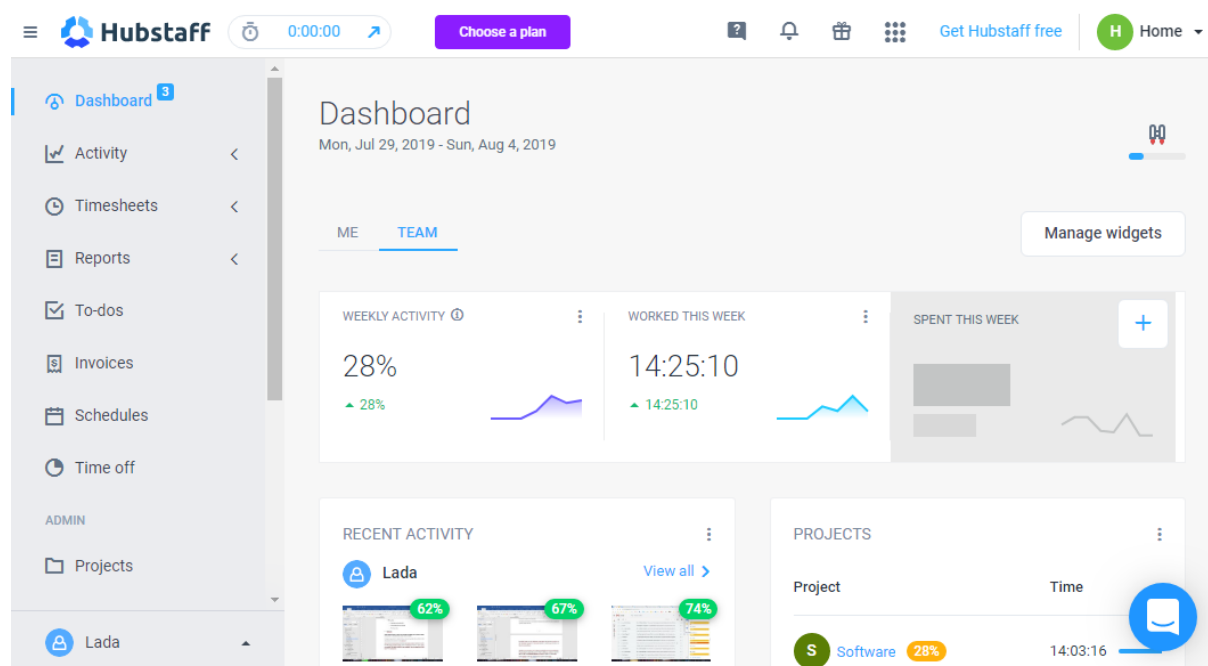 Hubstaff
0:00:00
Choose a plan
?
Get Hubstaff free
H
Home
Dashboard 3
Activity
Timesheets
Reports
To-dos
Invoices
Schedules
Time off
ADMIN
Projects
Lada
Dashboard
Mon, Jul 29, 2019 - Sun, Aug 4, 2019
ME TEAM
Manage widgets
WEEKLY ACTIVITY
28%
28%
WORKED THIS WEEK
14:25:10
14:25:10
SPENT THIS WEEK
+
RECENT ACTIVITY
Lada
View all
62% 67% 74%
PROJECTS
Project Time
S Software 28% 14:03:16